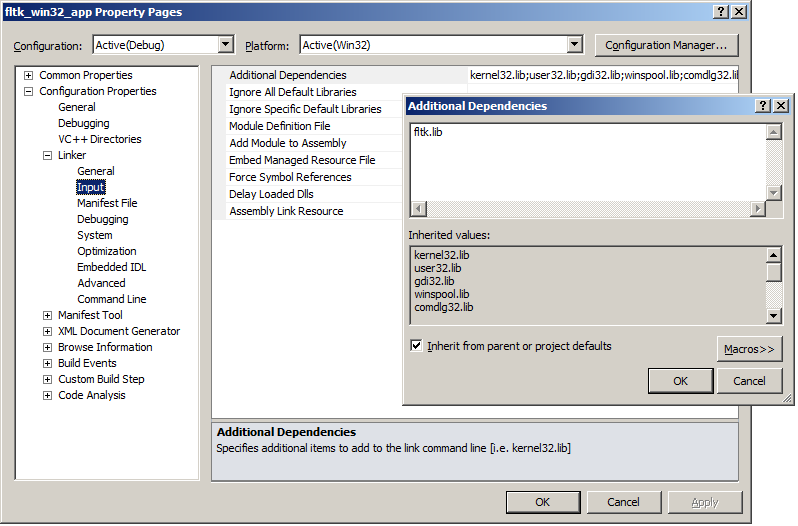 fltk_win32_app Property Pages
Configuration: Active(Debug) Platform: Active(Win32) Configuration Manager...
Common Properties
Configuration Properties
General
Debugging
VC++ Directories
Linker
General
Input
Manifest File
Debugging
System
Optimization
Embedded IDL
Advanced
Command Line
Manifest Tool
XML Document Generator
Browse Information
Build Events
Custom Build Step
Code Analysis
Additional Dependencies kernel32.lib;user32.lib;gdi32.lib;winspool.lib;comdlg32.li
Ignore All Default Libraries
Ignore Specific Default Libraries
Module Definition File
Add Module to Assembly
Embed Managed Resource File
Force Symbol References
Delay Loaded Dlls
Assembly Link Resource
Additional Dependencies
fltk.lib
Inherited values:
kernel32.lib
user32.lib
gdi32.lib
winspool.lib
comdlg32.lib
Inherit from parent or project defaults
Macros>>
OK Cancel
Additional Dependencies
Specifies additional items to add to the link command line [i.e. kernel32.lib]
OK Cancel Apply